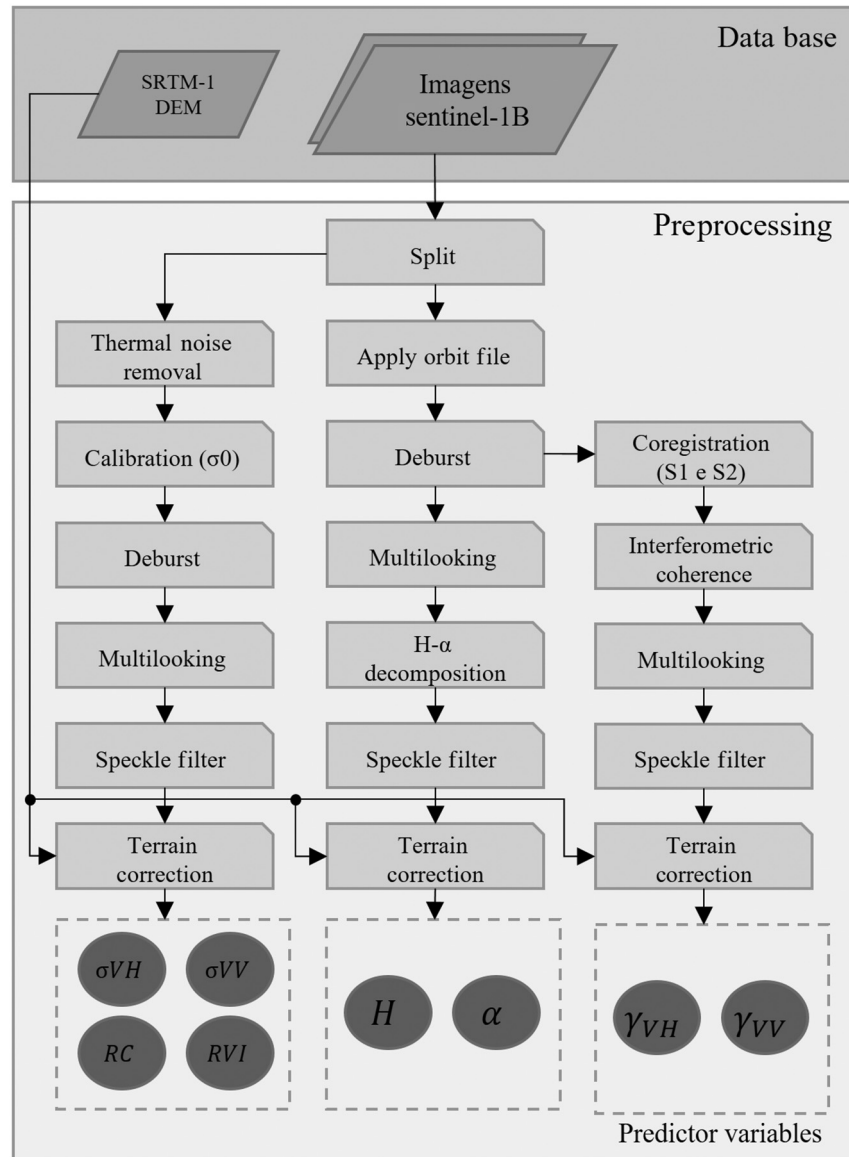 Data base
SRTM-1
DEM
Imagens
sentinel-1B
Preprocessing
Split
Thermal noise
removal
Apply orbit file
Calibration (σ0)
Deburst
Coregistration
(S1 e S2)
Deburst
Multilooking
Interferometric
coherence
Multilooking
H-α
decomposition
Multilooking
Speckle filter
Speckle filter
Speckle filter
Terrain
correction
Terrain
correction
Terrain
correction
σVH
σVV
RC
RVI
H
α
γVH
γVV
Predictor variables